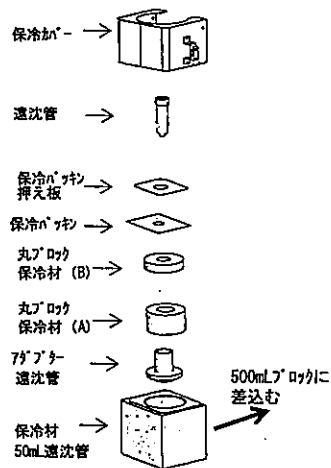 保冷カバー
遠沈管
保冷パッキン
押え板
保冷パッキン
丸ブロック
保冷材 (B)
丸ブロック
保冷材 (A)
アダプター
遠沈管
保冷材
50mL遠沈管
500mLブロックに
差込む